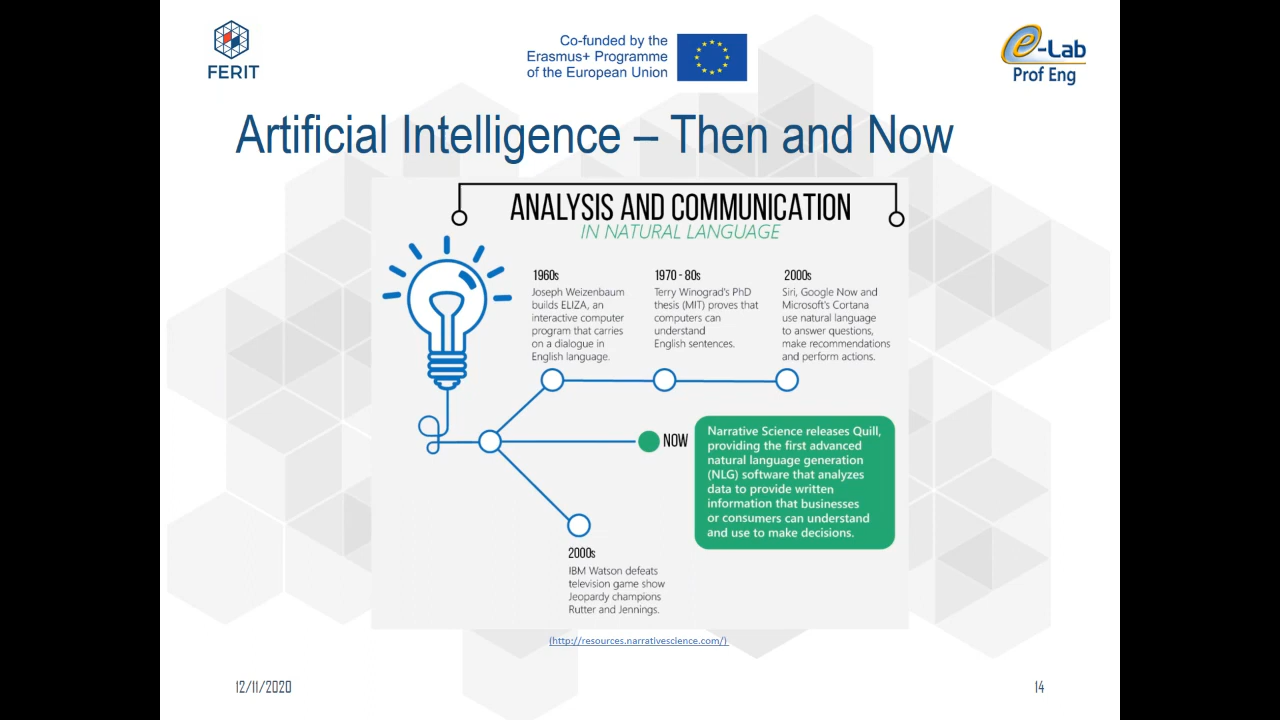 FERIT
Co-funded by the
Erasmus+ Programme
of the European Union
e-Lab
Prof Eng
Artificial Intelligence – Then and Now
ANALYSIS AND COMMUNICATION
IN NATURAL LANGUAGE
1960s
Joseph Weizenbaum
builds ELIZA, an
interactive computer
program that carries
on a dialogue in
English language.
1970 - 80s
Terry Winograd's PhD
thesis (MIT) proves that
computers can
understand
English sentences.
2000s
Siri, Google Now and
Microsoft's Cortana
use natural language
to answer questions,
make recommendations
and perform actions.
NOW
Narrative Science releases Quill,
providing the first advanced
natural language generation
(NLG) software that analyzes
data to provide written
information that businesses
or consumers can understand
and use to make decisions.
2000s
IBM Watson defeats
television game show
Jeopardy champions
Rutter and Jennings.
(http://resources.narrativescience.com/)
12/11/2020
14